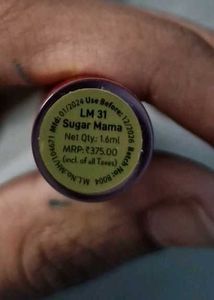 Mfd: 01/2024 Use Before: 12/2026
LM 31
Sugar Mama
Net Qty.: 1.6ml
MRP: ₹375.00
(incl. of all Taxes)
Batch No: B004